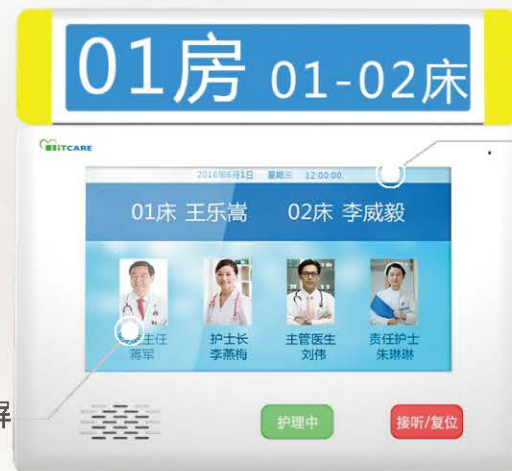 01房 01-02床
BITCARE
2016年6月1日 星期三 12:00:00
01床 王乐嵩 02床 李威毅
主任 护士长 主管医生 责任护士
蒋军 李燕梅 刘伟 朱琳琳
屏
护理中 接听/复位